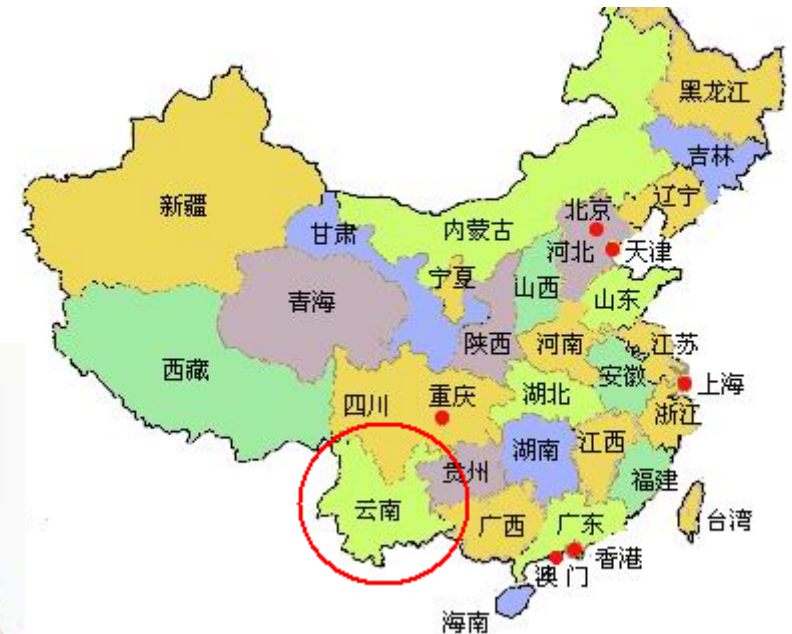 黑龙江
吉林
辽宁
新疆
北京
甘肃
内蒙古
河北
天津
宁夏
山西
青海
山东
陕西
河南
江苏
西藏
安徽
上海
四川
重庆
湖北
浙江
湖南
江西
贵州
福建
云南
广西
广东
台湾
香港
澳门
海南